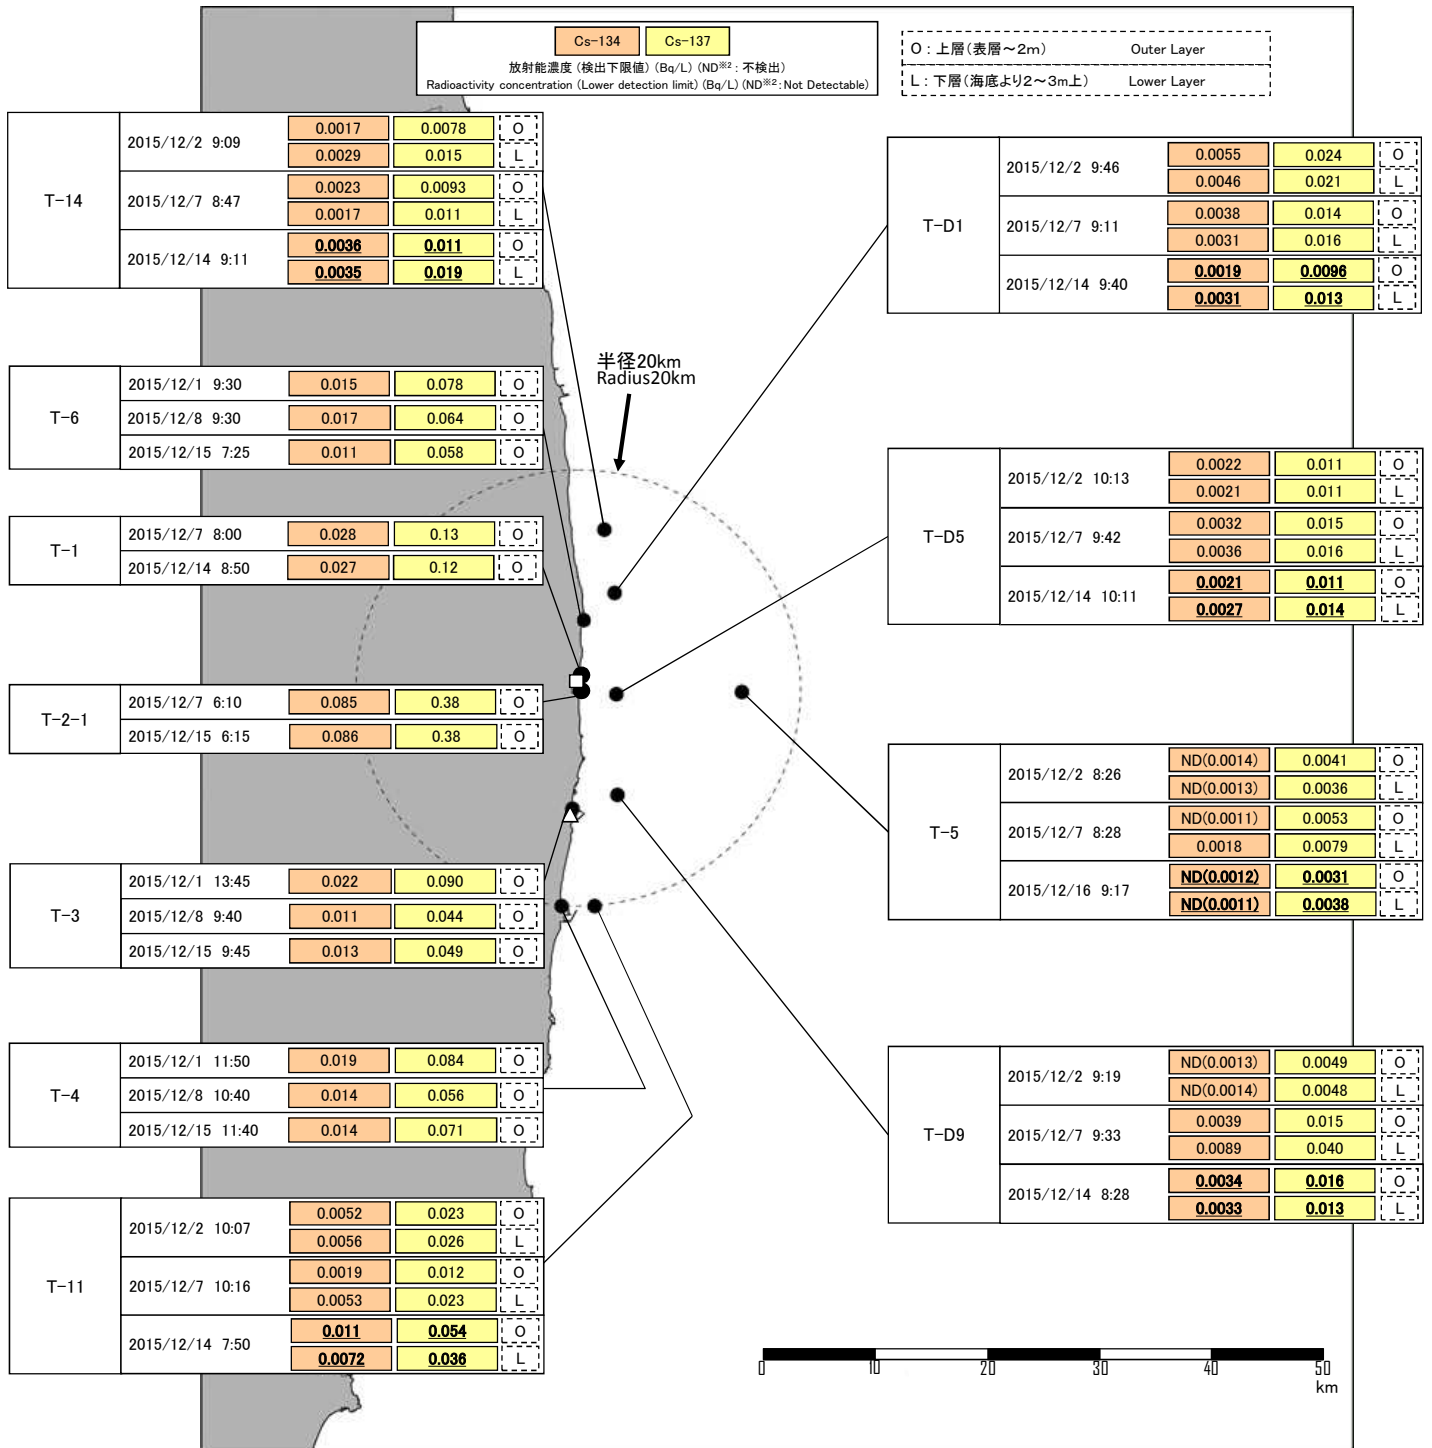 Cs-134 Cs-137
放射能濃度 (検出下限値) (Bq/L) (ND※2 : 不検出)
Radioactivity concentration (Lower detection limit) (Bq/L) (ND※2:Not Detectable)
O : 上層(表層～2m) Outer Layer
L : 下層(海底より2～3m上) Lower Layer
T-14
2015/12/2 9:09
0.0017 0.0078 O
0.0029 0.015 L
2015/12/7 8:47
0.0023 0.0093 O
0.0017 0.011 L
2015/12/14 9:11
0.0036 0.011 O
0.0035 0.019 L
T-6
2015/12/1 9:30 0.015 0.078 O
2015/12/8 9:30 0.017 0.064 O
2015/12/15 7:25 0.011 0.058 O
T-1
2015/12/7 8:00 0.028 0.13 O
2015/12/14 8:50 0.027 0.12 O
T-2-1
2015/12/7 6:10 0.085 0.38 O
2015/12/15 6:15 0.086 0.38 O
T-3
2015/12/1 13:45 0.022 0.090 O
2015/12/8 9:40 0.011 0.044 O
2015/12/15 9:45 0.013 0.049 O
T-4
2015/12/1 11:50 0.019 0.084 O
2015/12/8 10:40 0.014 0.056 O
2015/12/15 11:40 0.014 0.071 O
T-11
2015/12/2 10:07
0.0052 0.023 O
0.0056 0.026 L
2015/12/7 10:16
0.0019 0.012 O
0.0053 0.023 L
2015/12/14 7:50
0.011 0.054 O
0.0072 0.036 L
半径20km
Radius20km
T-D1
2015/12/2 9:46
0.0055 0.024 O
0.0046 0.021 L
2015/12/7 9:11
0.0038 0.014 O
0.0031 0.016 L
2015/12/14 9:40
0.0019 0.0096 O
0.0031 0.013 L
T-D5
2015/12/2 10:13
0.0022 0.011 O
0.0021 0.011 L
2015/12/7 9:42
0.0032 0.015 O
0.0036 0.016 L
2015/12/14 10:11
0.0021 0.011 O
0.0027 0.014 L
T-5
2015/12/2 8:26
ND(0.0014) 0.0041 O
ND(0.0013) 0.0036 L
2015/12/7 8:28
ND(0.0011) 0.0053 O
0.0018 0.0079 L
2015/12/16 9:17
ND(0.0012) 0.0031 O
ND(0.0011) 0.0038 L
T-D9
2015/12/2 9:19
ND(0.0013) 0.0049 O
ND(0.0014) 0.0048 L
2015/12/7 9:33
0.0039 0.015 O
0.0089 0.040 L
2015/12/14 8:28
0.0034 0.016 O
0.0033 0.013 L
0 10 20 30 40 50
km